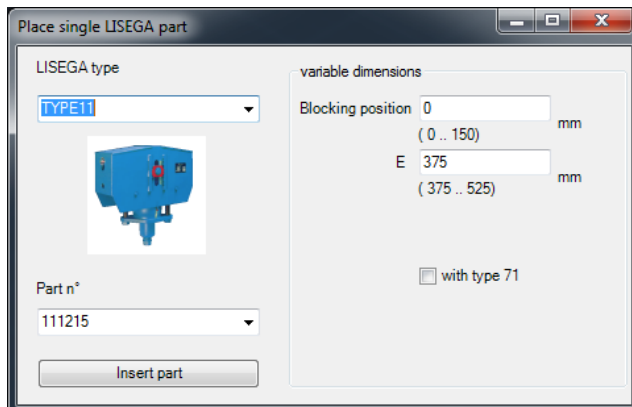 Place single LISEGA part
LISEGA type
TYPE11
Part n°
111215
Insert part
variable dimensions
Blocking position 0 mm
( 0 .. 150)
E 375 mm
( 375 .. 525)
with type 71